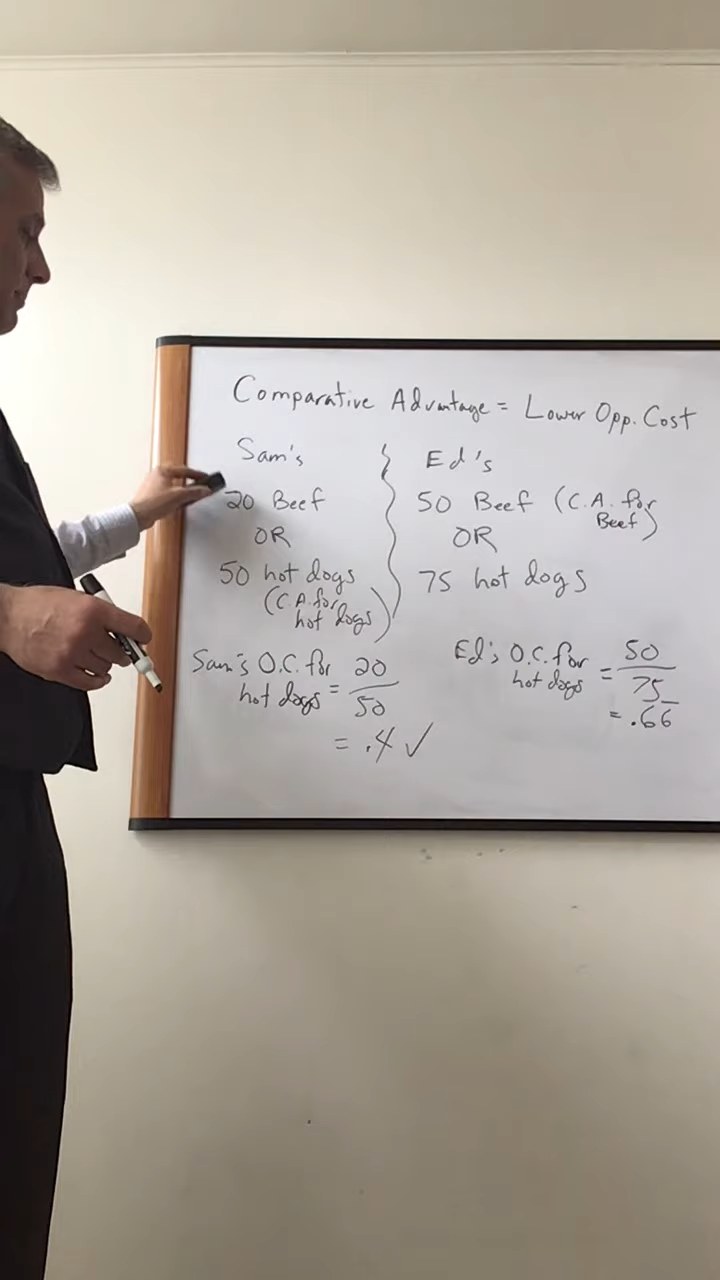 Comparative Advantage = Lower Opp. Cost
Sam's
20 Beef
OR
50 hot dogs
(C.A. for
hot dogs)
Sam's O.C. for
hot dogs = 20
50
= .4 ✓
Ed's
50 Beef (C.A. for
Beef)
OR
75 hot dogs
Ed's O.C. for
hot dogs = 50
75
= .66